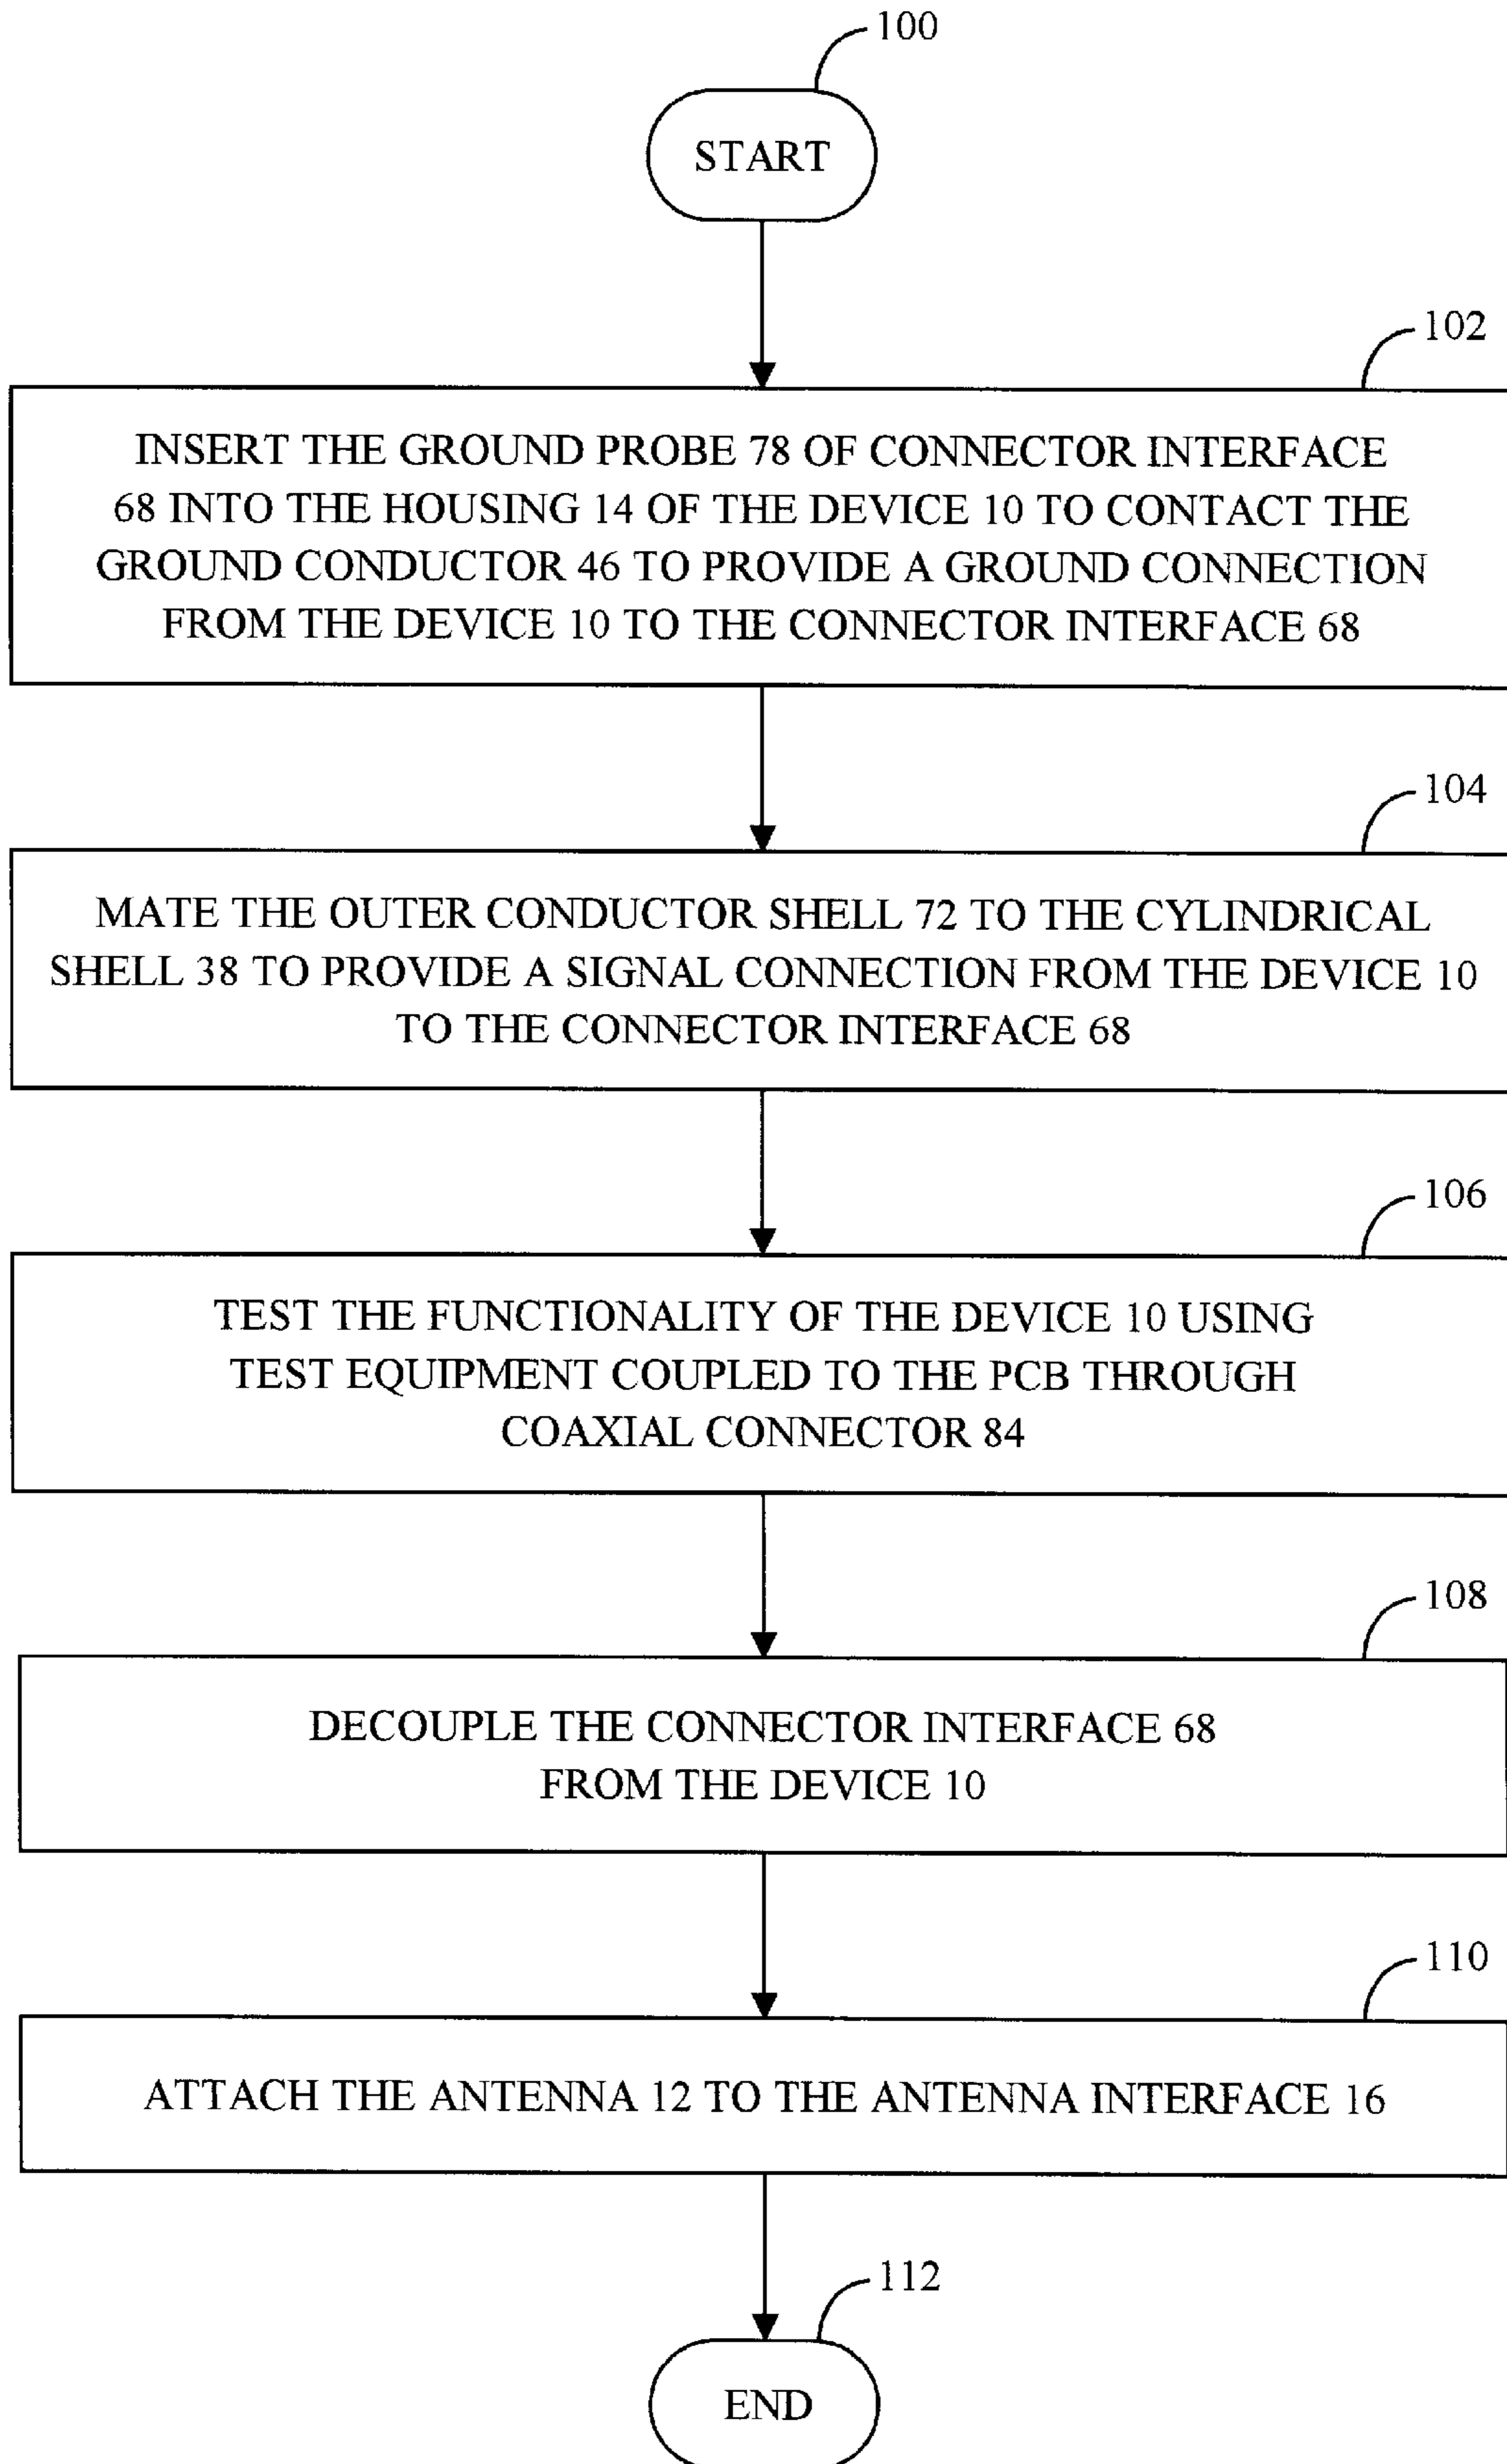 100
START
102
INSERT THE GROUND PROBE 78 OF CONNECTOR INTERFACE
68 INTO THE HOUSING 14 OF THE DEVICE 10 TO CONTACT THE
GROUND CONDUCTOR 46 TO PROVIDE A GROUND CONNECTION
FROM THE DEVICE 10 TO THE CONNECTOR INTERFACE 68
104
MATE THE OUTER CONDUCTOR SHELL 72 TO THE CYLINDRICAL
SHELL 38 TO PROVIDE A SIGNAL CONNECTION FROM THE DEVICE 10
TO THE CONNECTOR INTERFACE 68
106
TEST THE FUNCTIONALITY OF THE DEVICE 10 USING
TEST EQUIPMENT COUPLED TO THE PCB THROUGH
COAXIAL CONNECTOR 84
108
DECOUPLE THE CONNECTOR INTERFACE 68
FROM THE DEVICE 10
110
ATTACH THE ANTENNA 12 TO THE ANTENNA INTERFACE 16
112
END